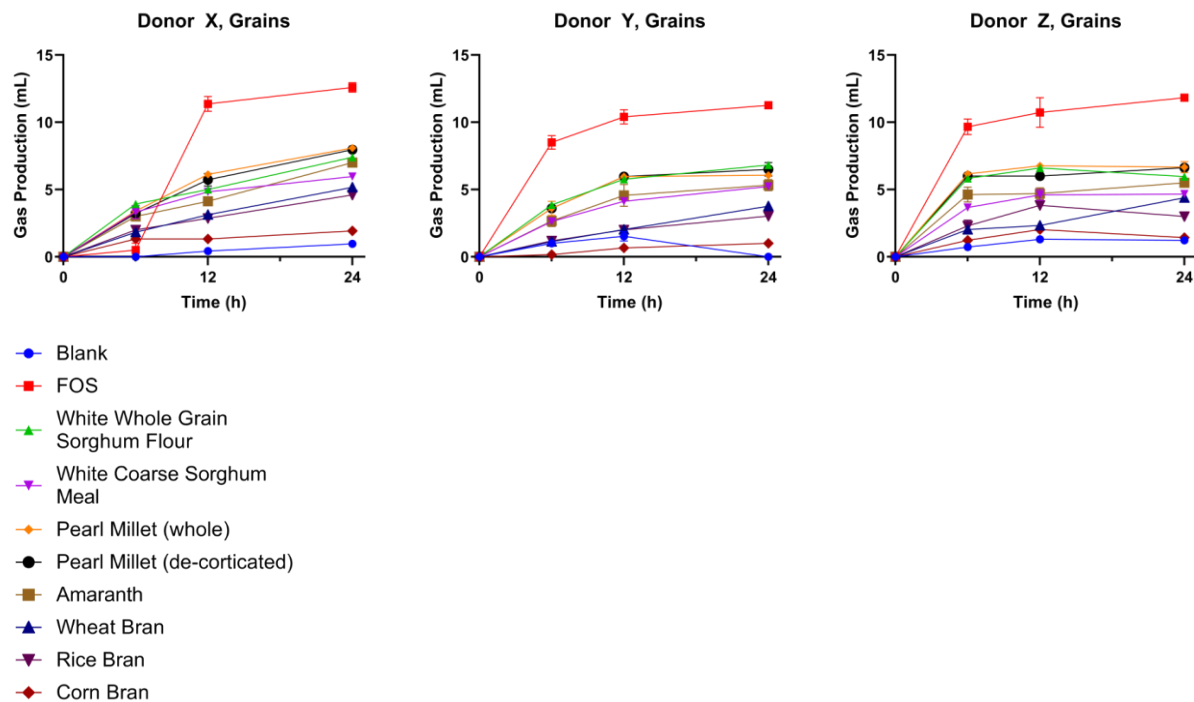 Donor X, Grains
15
10
5
0
Gas Production (mL)
0
12
24
Time (h)
Donor Y, Grains
15
10
5
0
Gas Production (mL)
0
12
24
Time (h)
Donor Z, Grains
15
10
5
0
Gas Production (mL)
0
12
24
Time (h)
Blank
FOS
White Whole Grain
Sorghum Flour
White Coarse Sorghum
Meal
Pearl Millet (whole)
Pearl Millet (de-corticated)
Amaranth
Wheat Bran
Rice Bran
Corn Bran